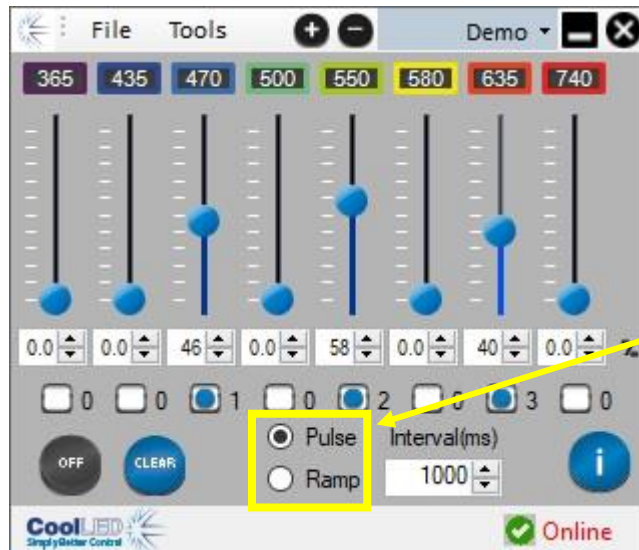 File Tools Demo
365 435 470 500 550 580 635 740
0.0 0.0 46 0.0 58 0.0 40 0.0 %
0 0 1 0 2 0 3 0
OFF CLEAR Pulse Interval(ms)
Ramp 1000 i
CoolLED
Simply Better Control
Online